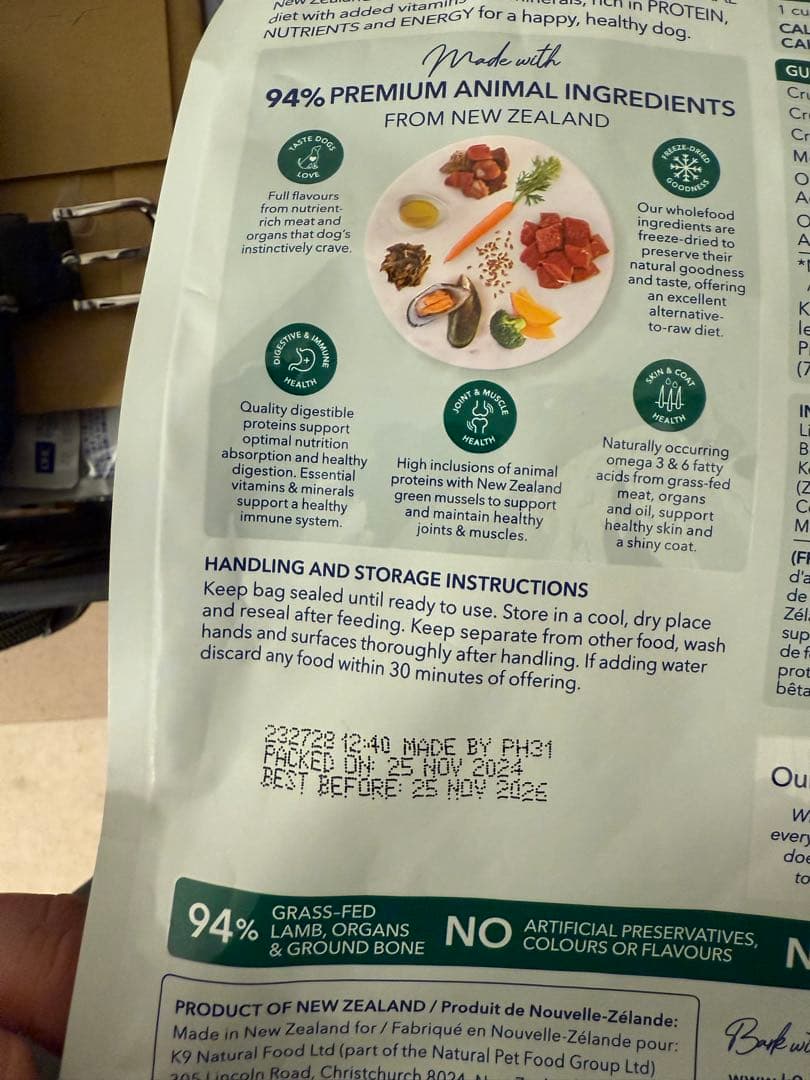 diet with added vitamin
rich in PROTEIN,
NUTRIENTS and ENERGY for a happy, healthy dog.
Made with
94% PREMIUM ANIMAL INGREDIENTS
FROM NEW ZEALAND
TASTE DOGS
LOVE
Full flavours
from nutrient-
rich meat and
organs that dog's
instinctively crave.
FREEZE-DRIED
GOODNESS
Our wholefood
ingredients are
freeze-dried to
preserve their
natural goodness
and taste, offering
an excellent
alternative-
to-raw diet.
DIGESTIVE & IMMUNE
HEALTH
Quality digestible
proteins support
optimal nutrition
absorption and healthy
digestion. Essential
vitamins & minerals
support a healthy
immune system.
JOINT & MUSCLE
HEALTH
High inclusions of animal
proteins with New Zealand
green mussels to support
and maintain healthy
joints & muscles.
SKIN & COAT
HEALTH
Naturally occurring
omega 3 & 6 fatty
acids from grass-fed
meat, organs
and oil, support
healthy skin and
a shiny coat.
HANDLING AND STORAGE INSTRUCTIONS
Keep bag sealed until ready to use. Store in a cool, dry place
and reseal after feeding. Keep separate from other food, wash
hands and surfaces thoroughly after handling. If adding water
discard any food within 30 minutes of offering.
232728 12:40 MADE BY PH31
PACKED ON: 25 NOV 2024
BEST BEFORE: 25 NOV 2026
94% GRASS-FED
LAMB, ORGANS
& GROUND BONE
NO ARTIFICIAL PRESERVATIVES,
COLOURS OR FLAVOURS
PRODUCT OF NEW ZEALAND / Produit de Nouvelle-Zélande:
Made in New Zealand for / Fabriqué en Nouvelle-Zélande pour:
K9 Natural Food Ltd (part of the Natural Pet Food Group Ltd)
Lincoln Road, Christchurch 8024